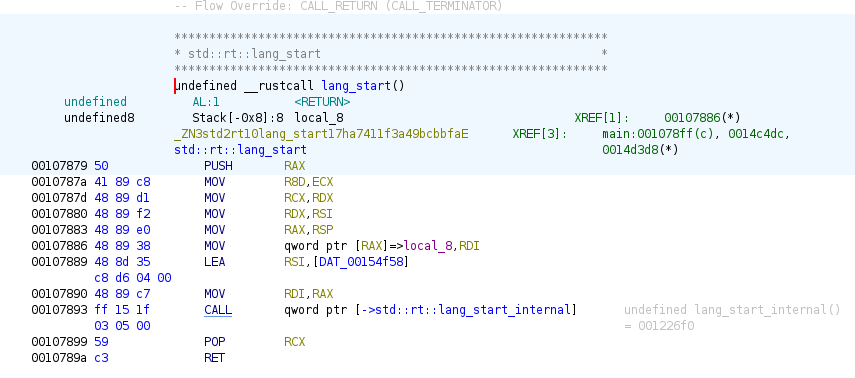 -- Flow Override: CALL_RETURN (CALL_TERMINATOR)
**************************************************************
* std::rt::lang_start *
**************************************************************
undefined __rustcall lang_start()
undefined AL:1 <RETURN>
undefined8 Stack[-0x8]:8 local_8 XREF[1]: 00107886(*)
_ZN3std2rt10lang_start17ha7411f3a49bcbbfaE XREF[3]: main:001078ff(c), 0014c4dc,
std::rt::lang_start 0014d3d8(*)
00107879 50 PUSH RAX
0010787a 41 89 c8 MOV R8D,ECX
0010787d 48 89 d1 MOV RCX,RDX
00107880 48 89 f2 MOV RDX,RSI
00107883 48 89 e0 MOV RAX,RSP
00107886 48 89 38 MOV qword ptr [RAX]=>local_8,RDI
00107889 48 8d 35 LEA RSI,[DAT_00154f58]
c8 d6 04 00
00107890 48 89 c7 MOV RDI,RAX
00107893 ff 15 1f CALL qword ptr [->std::rt::lang_start_internal] undefined lang_start_internal()
03 05 00 = 001226f0
00107899 59 POP RCX
0010789a c3 RET